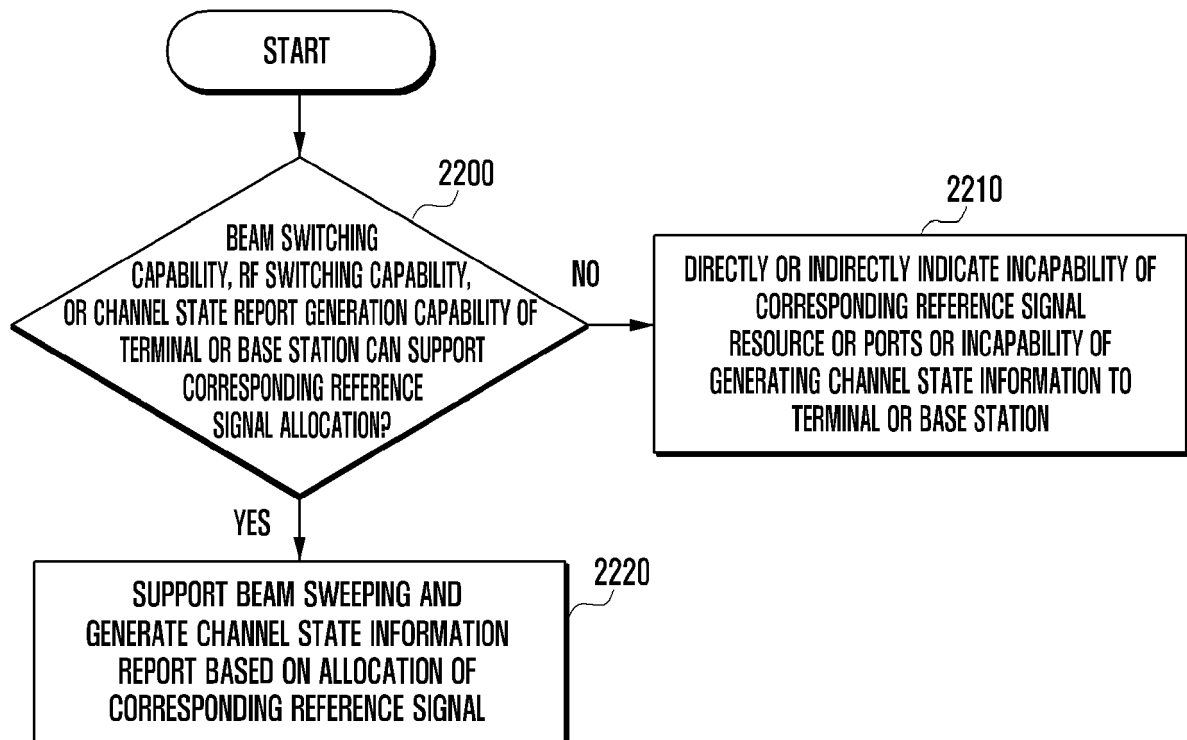 START
2200
BEAM SWITCHING
CAPABILITY, RF SWITCHING CAPABILITY,
OR CHANNEL STATE REPORT GENERATION CAPABILITY OF
TERMINAL OR BASE STATION CAN SUPPORT
CORRESPONDING REFERENCE
SIGNAL ALLOCATION?
NO
2210
DIRECTLY OR INDIRECTLY INDICATE INCAPABILITY OF
CORRESPONDING REFERENCE SIGNAL
RESOURCE OR PORTS OR INCAPABILITY OF
GENERATING CHANNEL STATE INFORMATION TO
TERMINAL OR BASE STATION
YES
2220
SUPPORT BEAM SWEEPING AND
GENERATE CHANNEL STATE INFORMATION
REPORT BASED ON ALLOCATION OF
CORRESPONDING REFERENCE SIGNAL